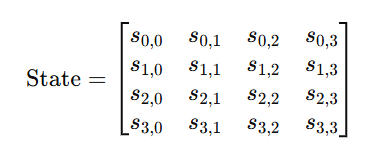 s0,0 s0,1 s0,2 s0,3
s1,0 s1,1 s1,2 s1,3
State =
s2,0 s2,1 s2,2 s2,3
s3,0 s3,1 s3,2 s3,3